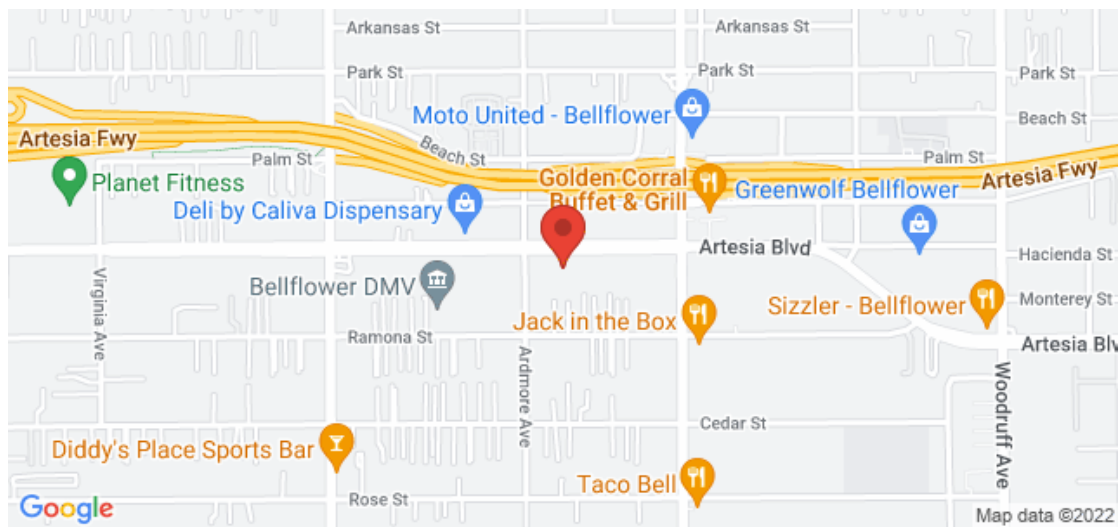 Arkansas St
Arkansas St
Park St
Park St
Park St
Moto United - Bellflower
Beach St
Artesia Fwy
Beach St
Palm St
Palm St
Artesia Fwy
Planet Fitness
Golden Corral
Buffet & Grill
Greenwolf Bellflower
Deli by Caliva Dispensary
Artesia Blvd
Hacienda St
Virginia Ave
Bellflower DMV
Sizzler - Bellflower
Monterey St
Jack in the Box
Ramona St
Artesia Blv
Ardmore Ave
Woodruff Ave
Cedar St
Diddy's Place Sports Bar
Taco Bell
Rose St
Google
Map data ©2022